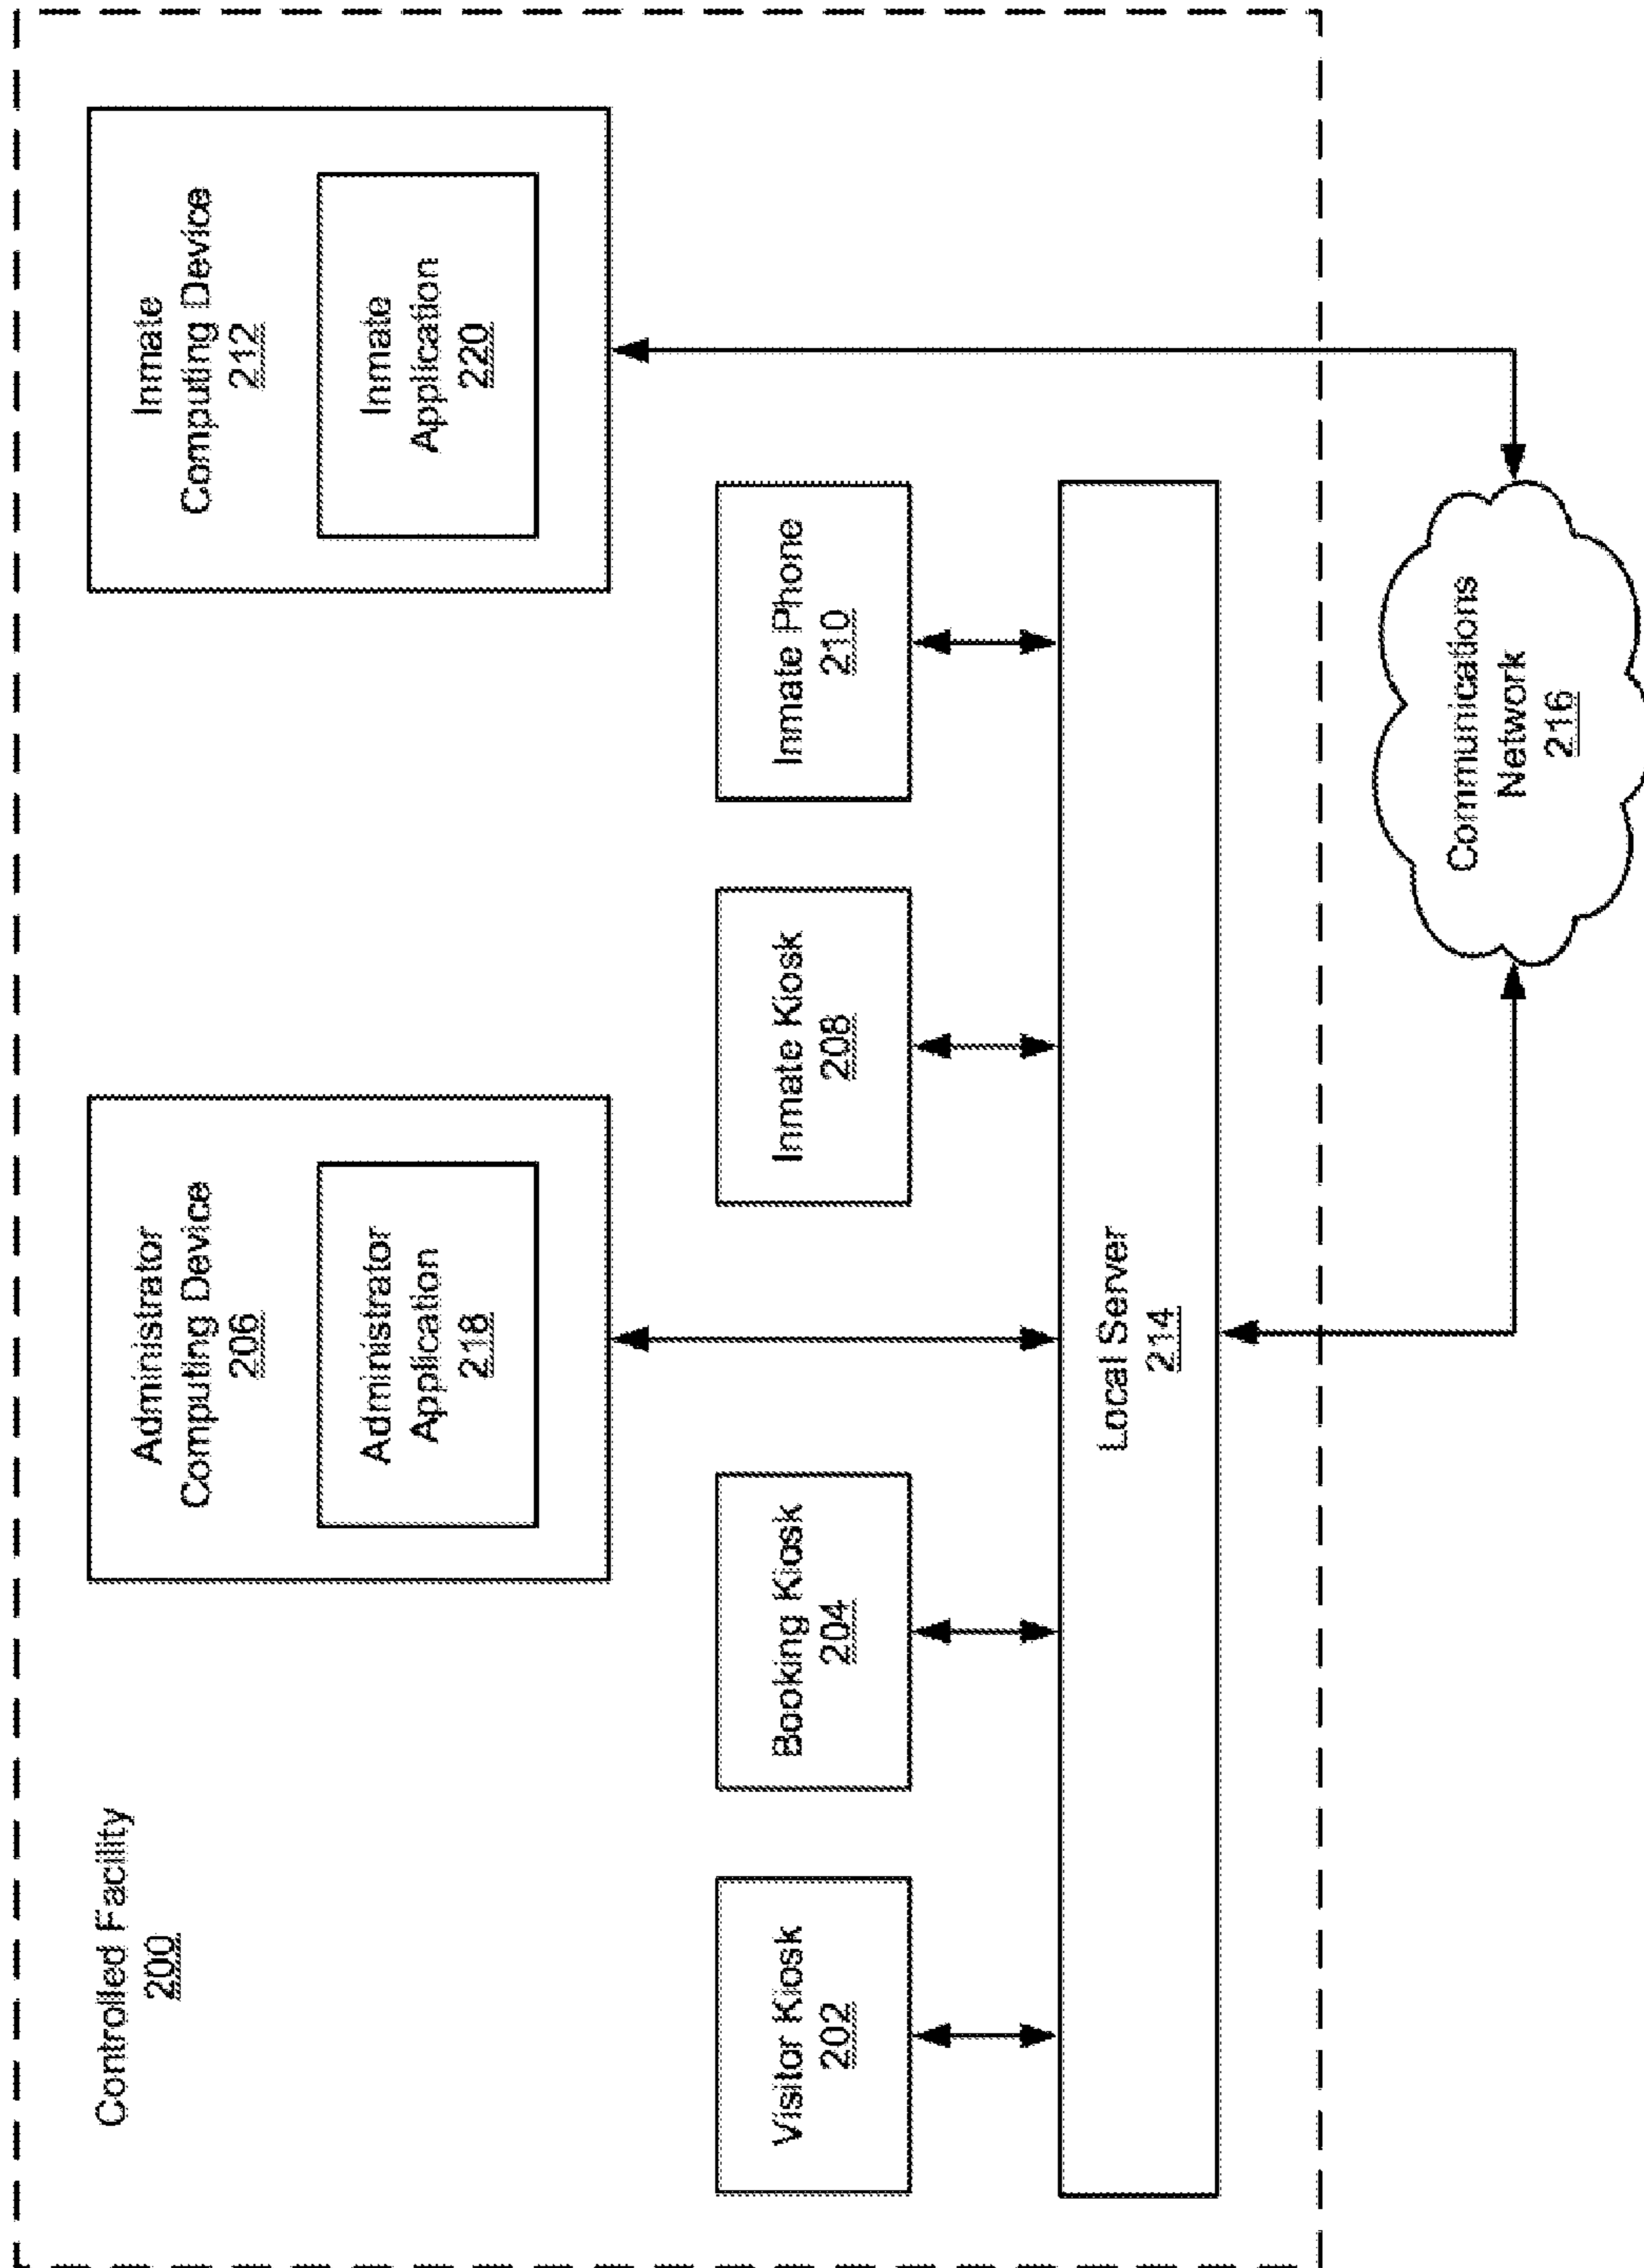 Controlled Facility
200
Administrator
Computing Device
206
Administrator
Application
218
Inmate
Computing Device
212
Inmate
Application
220
Visitor Kiosk
202
Booking Kiosk
204
Inmate Kiosk
208
Inmate Phone
210
Local Server
214
Communications
Network
216